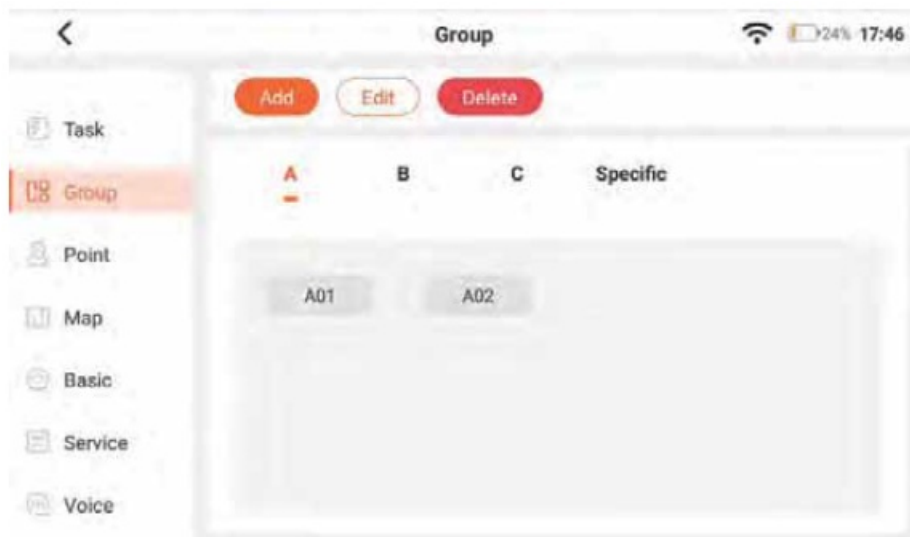 Group 24% 17:46
Add Edit Delete
Task
Group
Point
Map
Basic
Service
Voice
A B C Specific
A01 A02